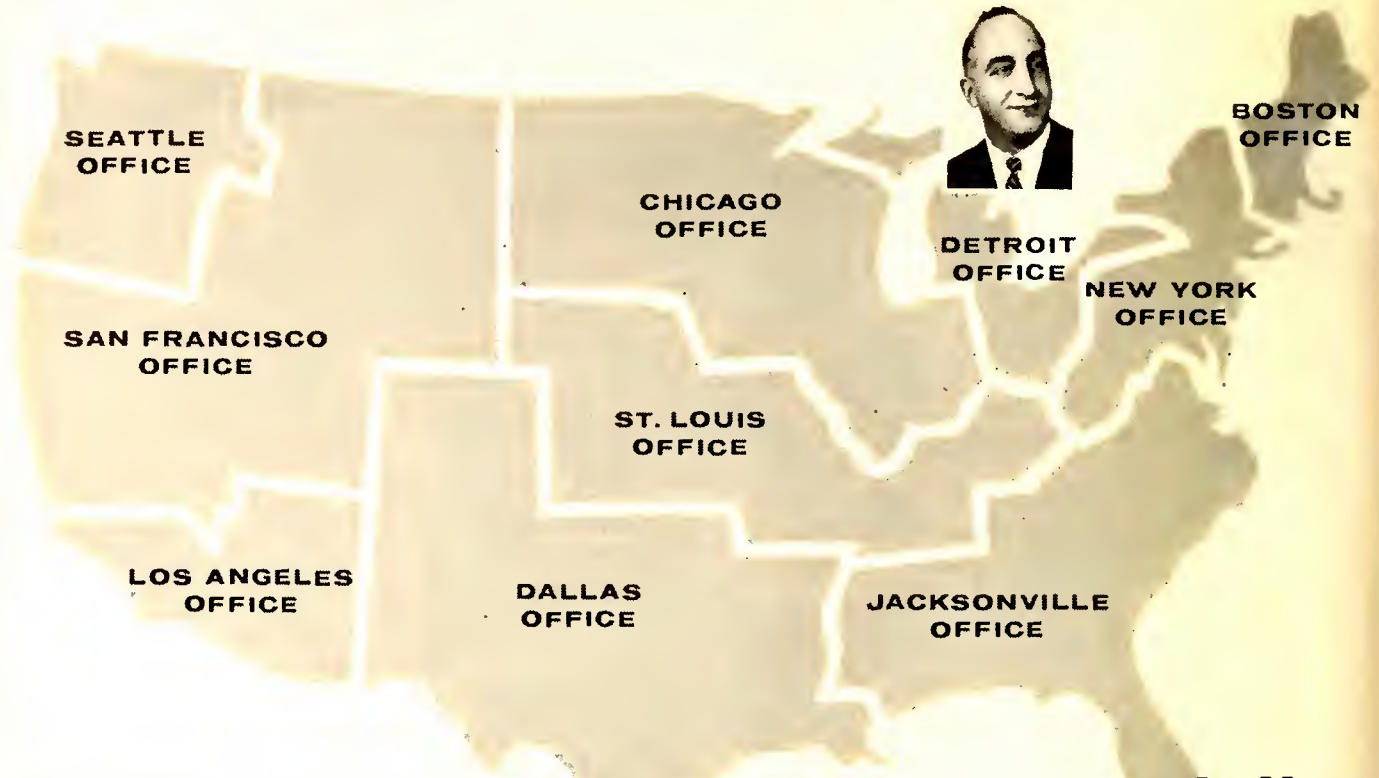 SEATTLE
OFFICE
BOSTON
OFFICE
CHICAGO
OFFICE
DETROIT
OFFICE
NEW YORK
OFFICE
SAN FRANCISCO
OFFICE
ST. LOUIS
OFFICE
LOS ANGELES
OFFICE
DALLAS
OFFICE
JACKSONVILLE
OFFICE